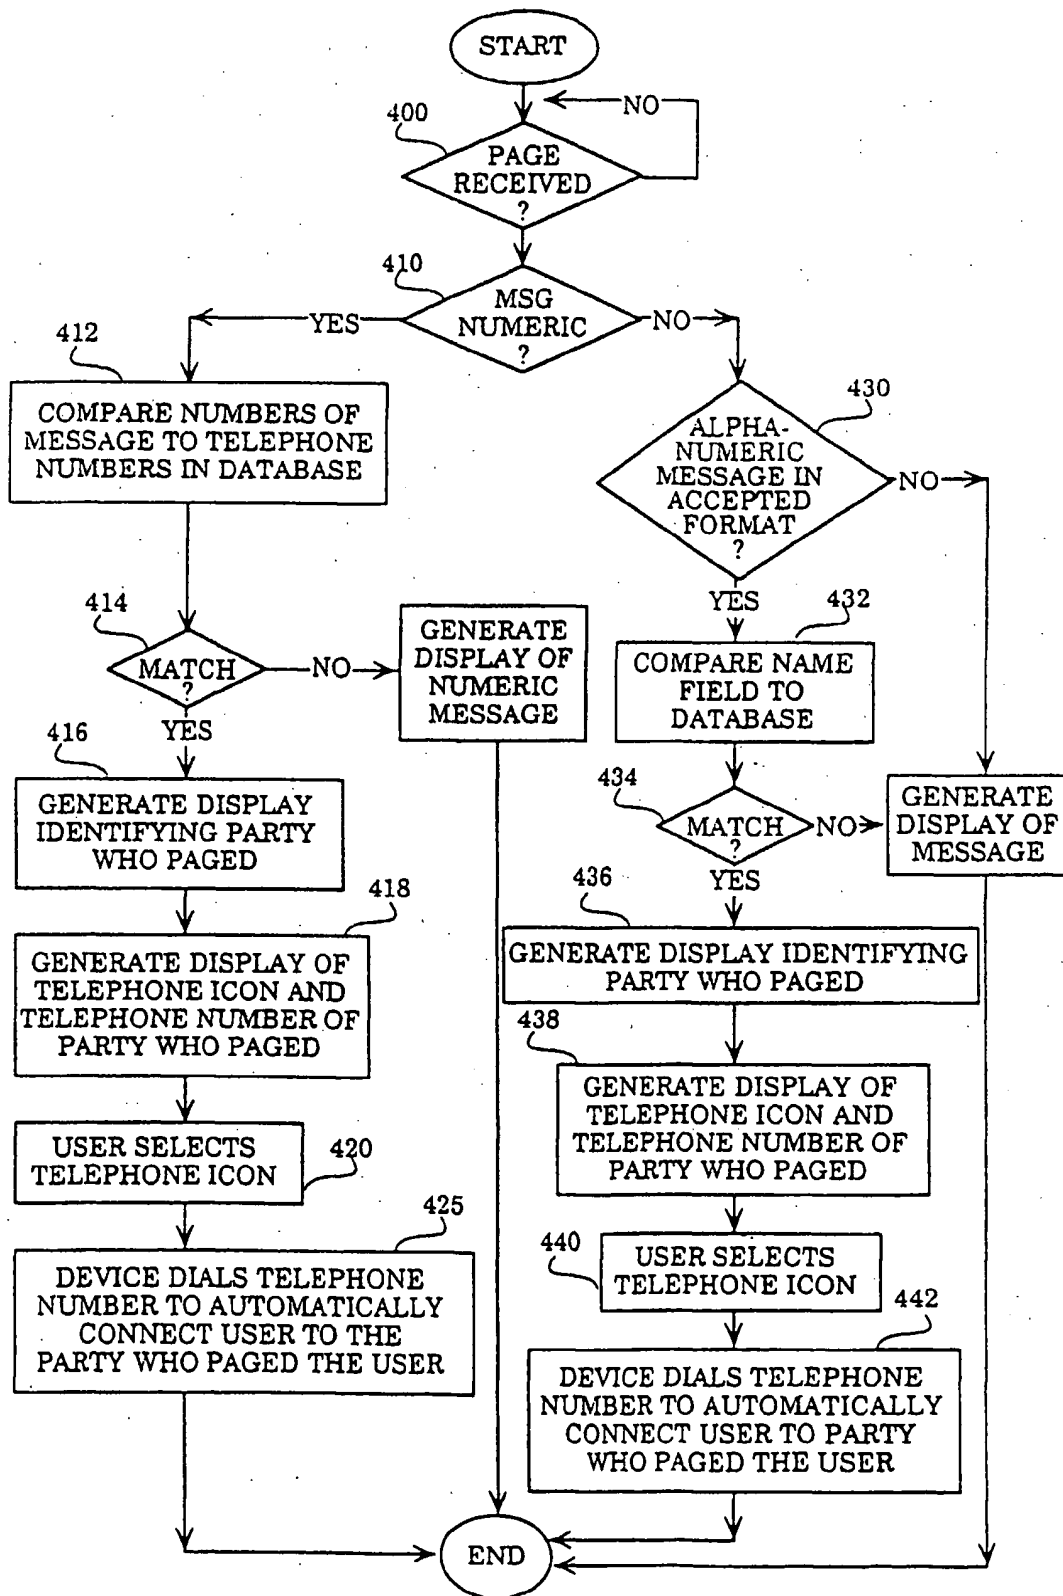 START
NO
400
PAGE
RECEIVED
?
410
MSG
NUMERIC
?
YES
NO
412
COMPARE NUMBERS OF
MESSAGE TO TELEPHONE
NUMBERS IN DATABASE
430
ALPHA-
NUMERIC
MESSAGE IN
ACCEPTED
FORMAT
?
NO
YES
414
MATCH
?
NO
YES
GENERATE
DISPLAY OF
NUMERIC
MESSAGE
432
COMPARE NAME
FIELD TO
DATABASE
416
GENERATE DISPLAY
IDENTIFYING PARTY
WHO PAGED
434
MATCH
?
NO
YES
GENERATE
DISPLAY OF
MESSAGE
418
GENERATE DISPLAY OF
TELEPHONE ICON AND
TELEPHONE NUMBER OF
PARTY WHO PAGED
436
GENERATE DISPLAY IDENTIFYING
PARTY WHO PAGED
438
GENERATE DISPLAY OF
TELEPHONE ICON AND
TELEPHONE NUMBER OF
PARTY WHO PAGED
USER SELECTS
TELEPHONE ICON
420
440
USER SELECTS
TELEPHONE ICON
425
DEVICE DIALS TELEPHONE
NUMBER TO AUTOMATICALLY
CONNECT USER TO THE
PARTY WHO PAGED THE USER
442
DEVICE DIALS TELEPHONE
NUMBER TO AUTOMATICALLY
CONNECT USER TO PARTY
WHO PAGED THE USER
END